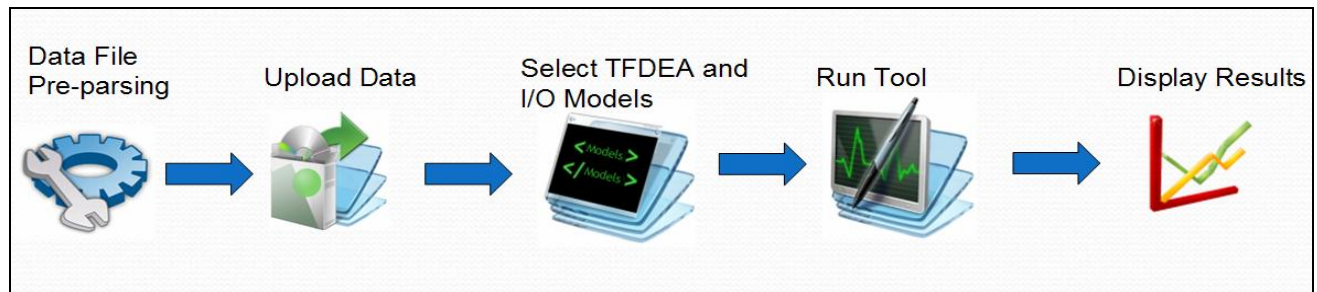 Data File
Pre-parsing
Upload Data
Select TFDEA and
I/O Models
Run Tool
Display Results
<Models>
</Models>